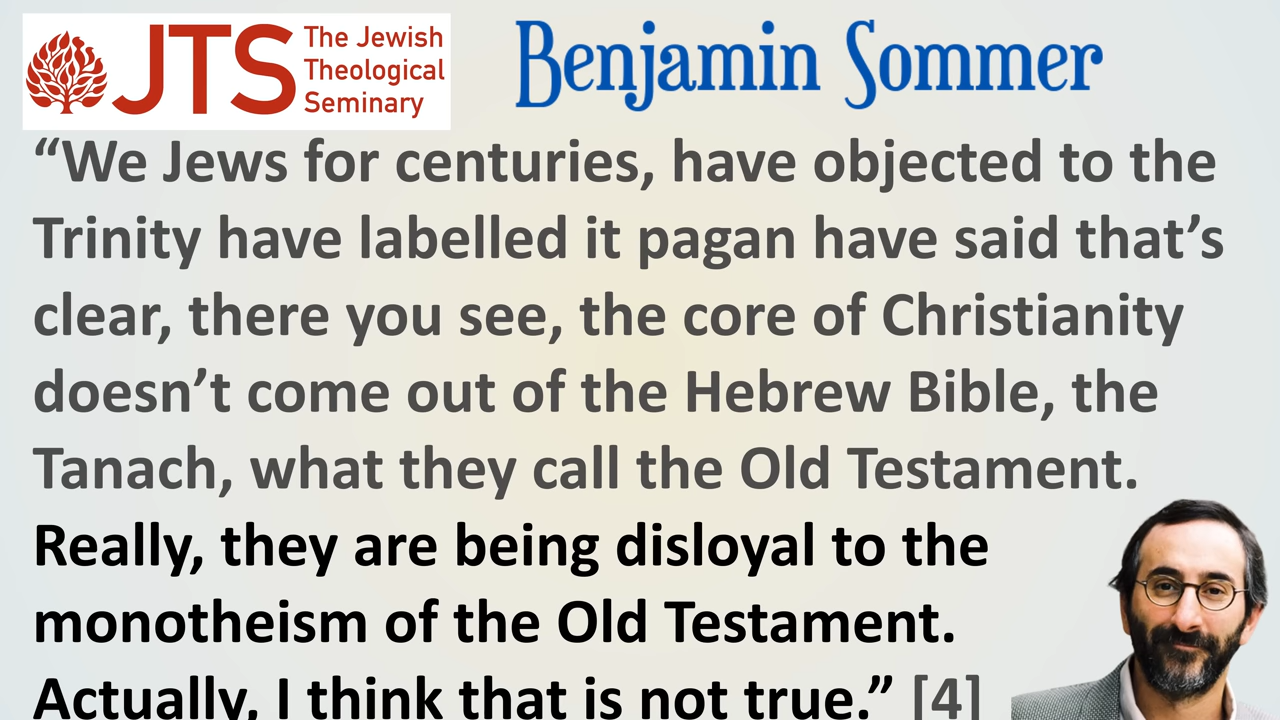 JTS
The Jewish
Theological
Seminary
Benjamin Sommer
“We Jews for centuries, have objected to the
Trinity have labelled it pagan have said that’s
clear, there you see, the core of Christianity
doesn’t come out of the Hebrew Bible, the
Tanach, what they call the Old Testament.
Really, they are being disloyal to the
monotheism of the Old Testament.
Actually, I think that is not true.” [4]